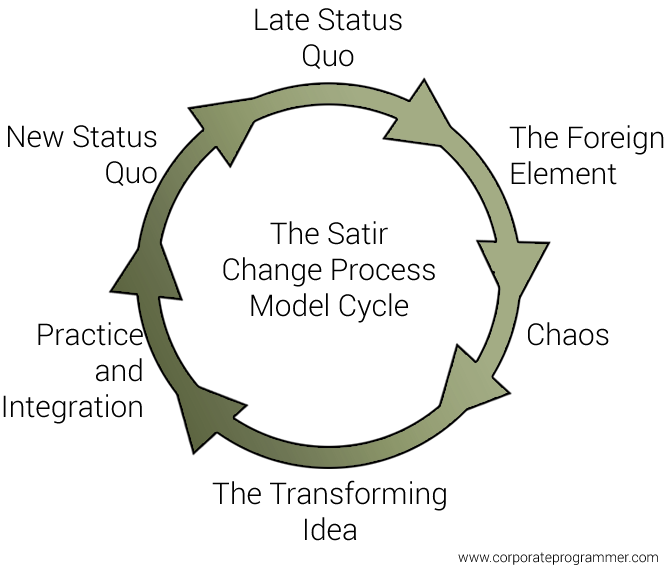 Late Status
Quo
The Foreign
Element
Chaos
The Transforming
Idea
Practice
and
Integration
New Status
Quo
The Satir
Change Process
Model Cycle
www.corporateprogrammer.com